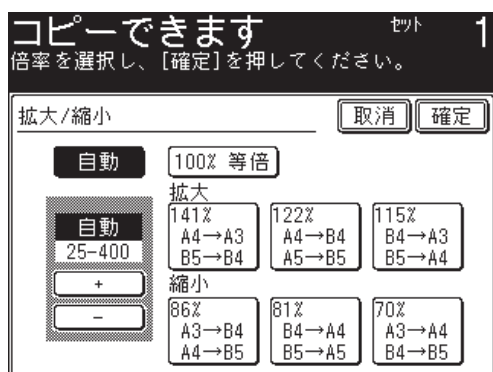 コピーできます セット 1
倍率を選択し、[確定]を押してください。
拡大/縮小 取消 確定
自動 100% 等倍
拡大
自動
25-400
+
-
141%
A4→A3
B5→B4
122%
A4→B4
A5→B5
115%
B4→A3
B5→A4
縮小
86%
A3→B4
A4→B5
81%
B4→A4
B5→A5
70%
A3→A4
B4→B5